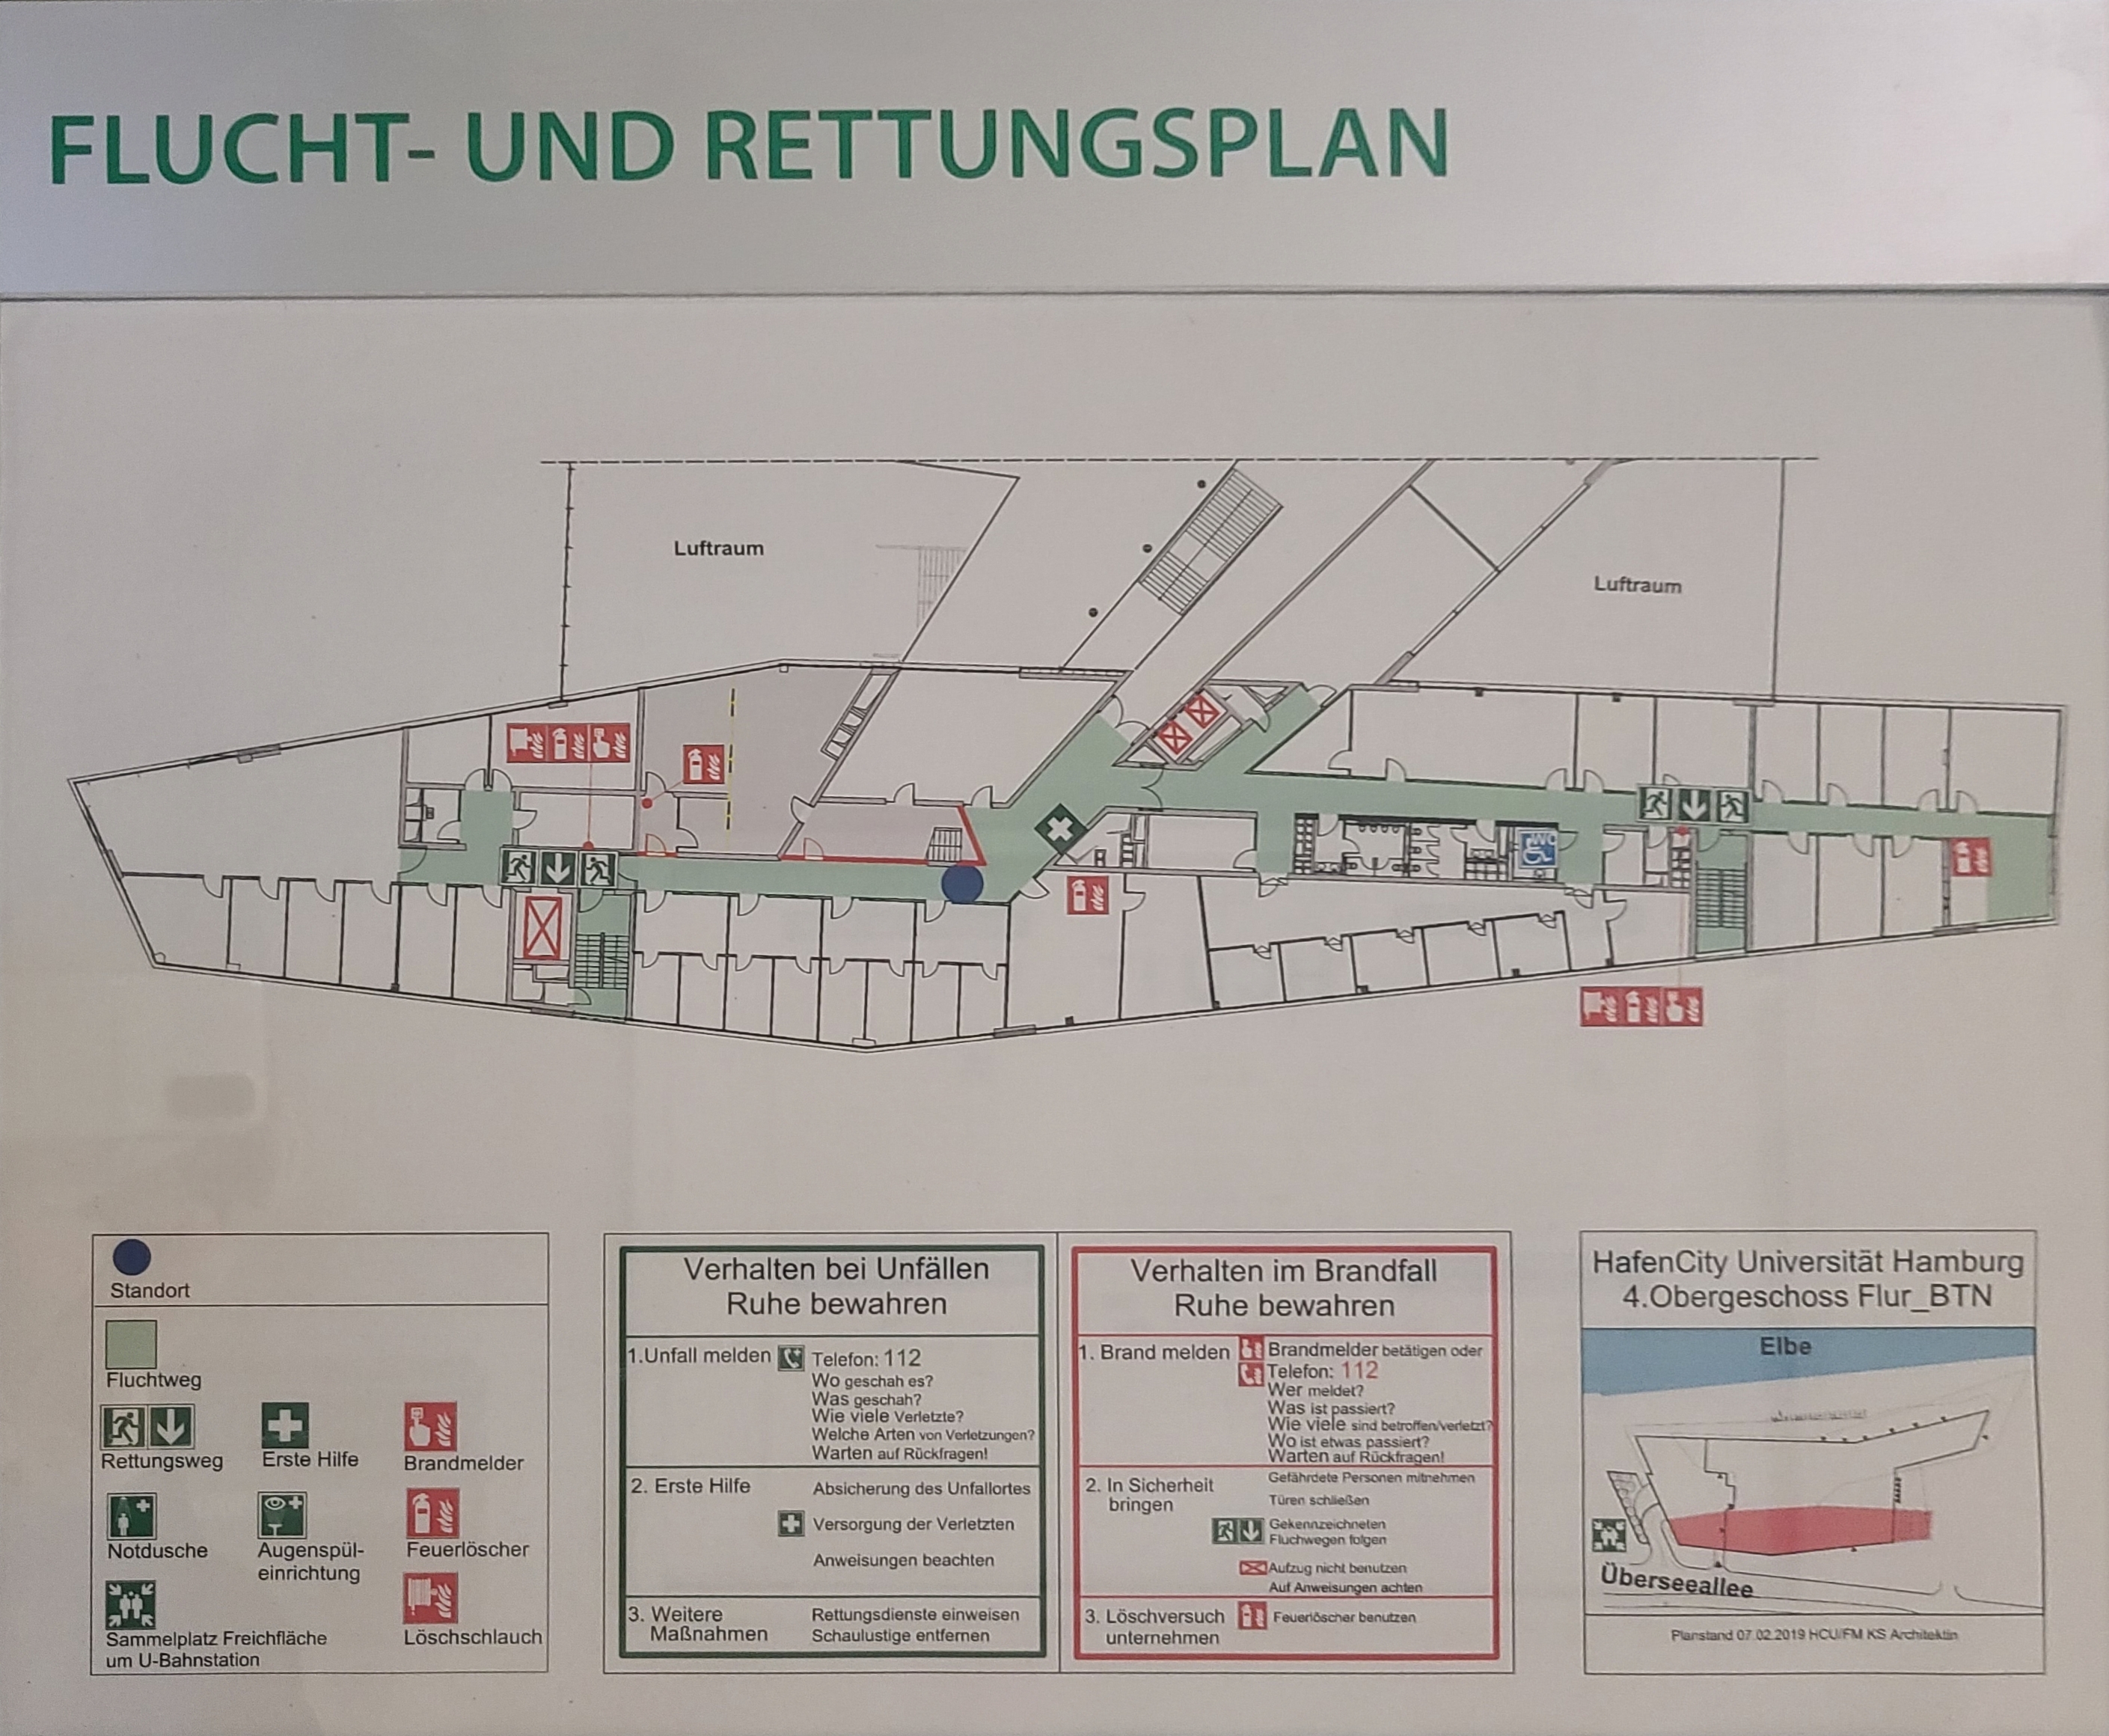 FLUCHT- UND RETTUNGSPLAN
Luftraum
Luftraum
WC
Standort
Fluchtweg
Rettungsweg
Erste Hilfe
Brandmelder
Notdusche
Augenspül-
einrichtung
Feuerlöscher
Sammelplatz Freichfläche
um U-Bahnstation
Löschschlauch
Verhalten bei Unfällen
Ruhe bewahren
1.Unfall melden
Telefon: 112
Wo geschah es?
Was geschah?
Wie viele Verletzte?
Welche Arten von Verletzungen?
Warten auf Rückfragen!
2. Erste Hilfe
Absicherung des Unfallortes
Versorgung der Verletzten
Anweisungen beachten
3. Weitere
Maßnahmen
Rettungsdienste einweisen
Schaulustige entfernen
Verhalten im Brandfall
Ruhe bewahren
1. Brand melden
Brandmelder betätigen oder
Telefon: 112
Wer meldet?
Was ist passiert?
Wie viele sind betroffen/verletzt?
Wo ist etwas passiert?
Warten auf Rückfragen!
2. In Sicherheit
bringen
Gefährdete Personen mitnehmen
Türen schließen
Gekennzeichneten
Fluchwegen folgen
Aufzug nicht benutzen
Auf Anweisungen achten
3. Löschversuch
unternehmen
Feuerlöscher benutzen
HafenCity Universität Hamburg
4.Obergeschoss Flur_BTN
Elbe
Überseeallee
Planstand 07.02.2019 HCU/FM KS Architektin